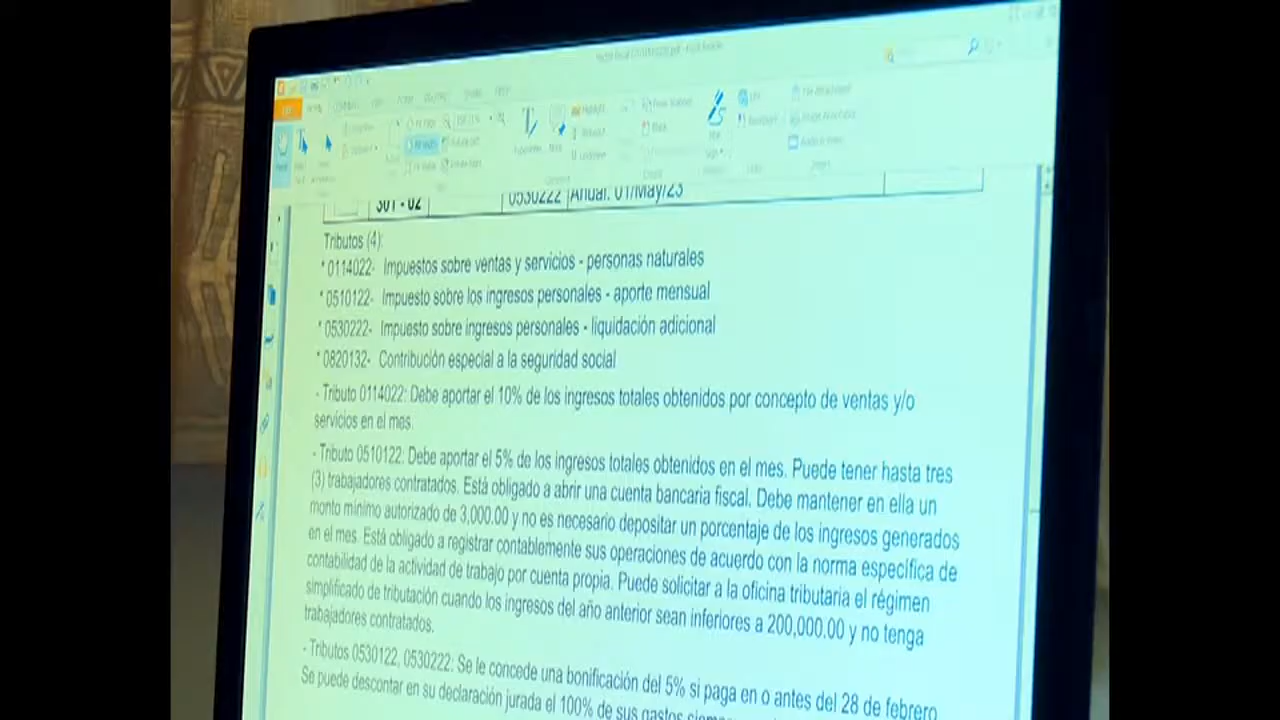 301 - 02 0530222 Anual. 01/May/23
Tributos (4):
* 0114022- Impuestos sobre ventas y servicios - personas naturales
* 0510122- Impuesto sobre los ingresos personales - aporte mensual
* 0530222- Impuesto sobre ingresos personales - liquidación adicional
* 0820132- Contribución especial a la seguridad social
- Tributo 0114022: Debe aportar el 10% de los ingresos totales obtenidos por concepto de ventas y/o
servicios en el mes.
- Tributo 0510122: Debe aportar el 5% de los ingresos totales obtenidos en el mes. Puede tener hasta tres
(3) trabajadores contratados. Está obligado a abrir una cuenta bancaria fiscal. Debe mantener en ella un
monto mínimo autorizado de 3,000.00 y no es necesario depositar un porcentaje de los ingresos generados
en el mes. Está obligado a registrar contablemente sus operaciones de acuerdo con la norma específica de
contabilidad de la actividad de trabajo por cuenta propia. Puede solicitar a la oficina tributaria el régimen
simplificado de tributación cuando los ingresos del año anterior sean inferiores a 200,000.00 y no tenga
trabajadores contratados.
- Tributos 0530122, 0530222: Se le concede una bonificación del 5% si paga en o antes del 28 de febrero
Se puede descontar en su declaración jurada el 100% de sus gastos